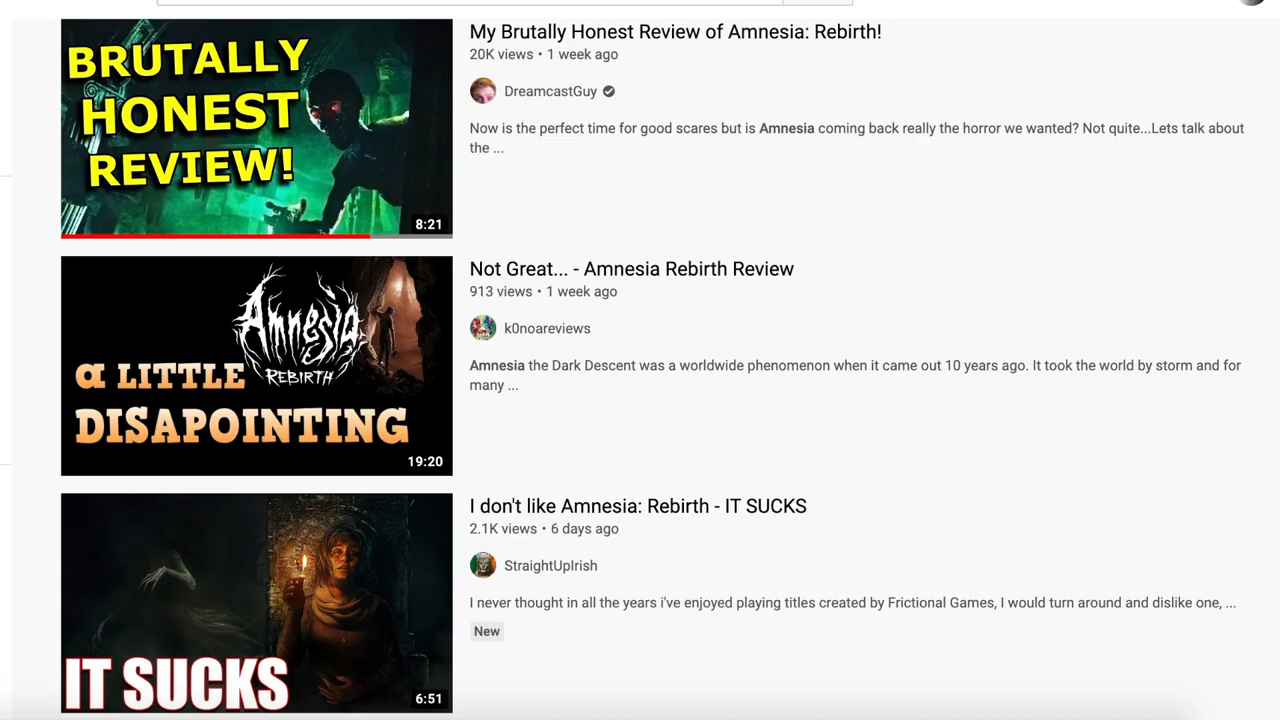 BRUTALLY
HONEST
REVIEW!
8:21
My Brutally Honest Review of Amnesia: Rebirth!
20K views • 1 week ago
DreamcastGuy
Now is the perfect time for good scares but is Amnesia coming back really the horror we wanted? Not quite...Lets talk about
the ...
Amnesia
REBIRTH
a LITTLE
DISAPOINTING
19:20
Not Great... - Amnesia Rebirth Review
913 views • 1 week ago
k0noareviews
Amnesia the Dark Descent was a worldwide phenomenon when it came out 10 years ago. It took the world by storm and for
many ...
IT SUCKS
6:51
I don't like Amnesia: Rebirth - IT SUCKS
2.1K views • 6 days ago
StraightUpIrish
I never thought in all the years i've enjoyed playing titles created by Frictional Games, I would turn around and dislike one, ...
New